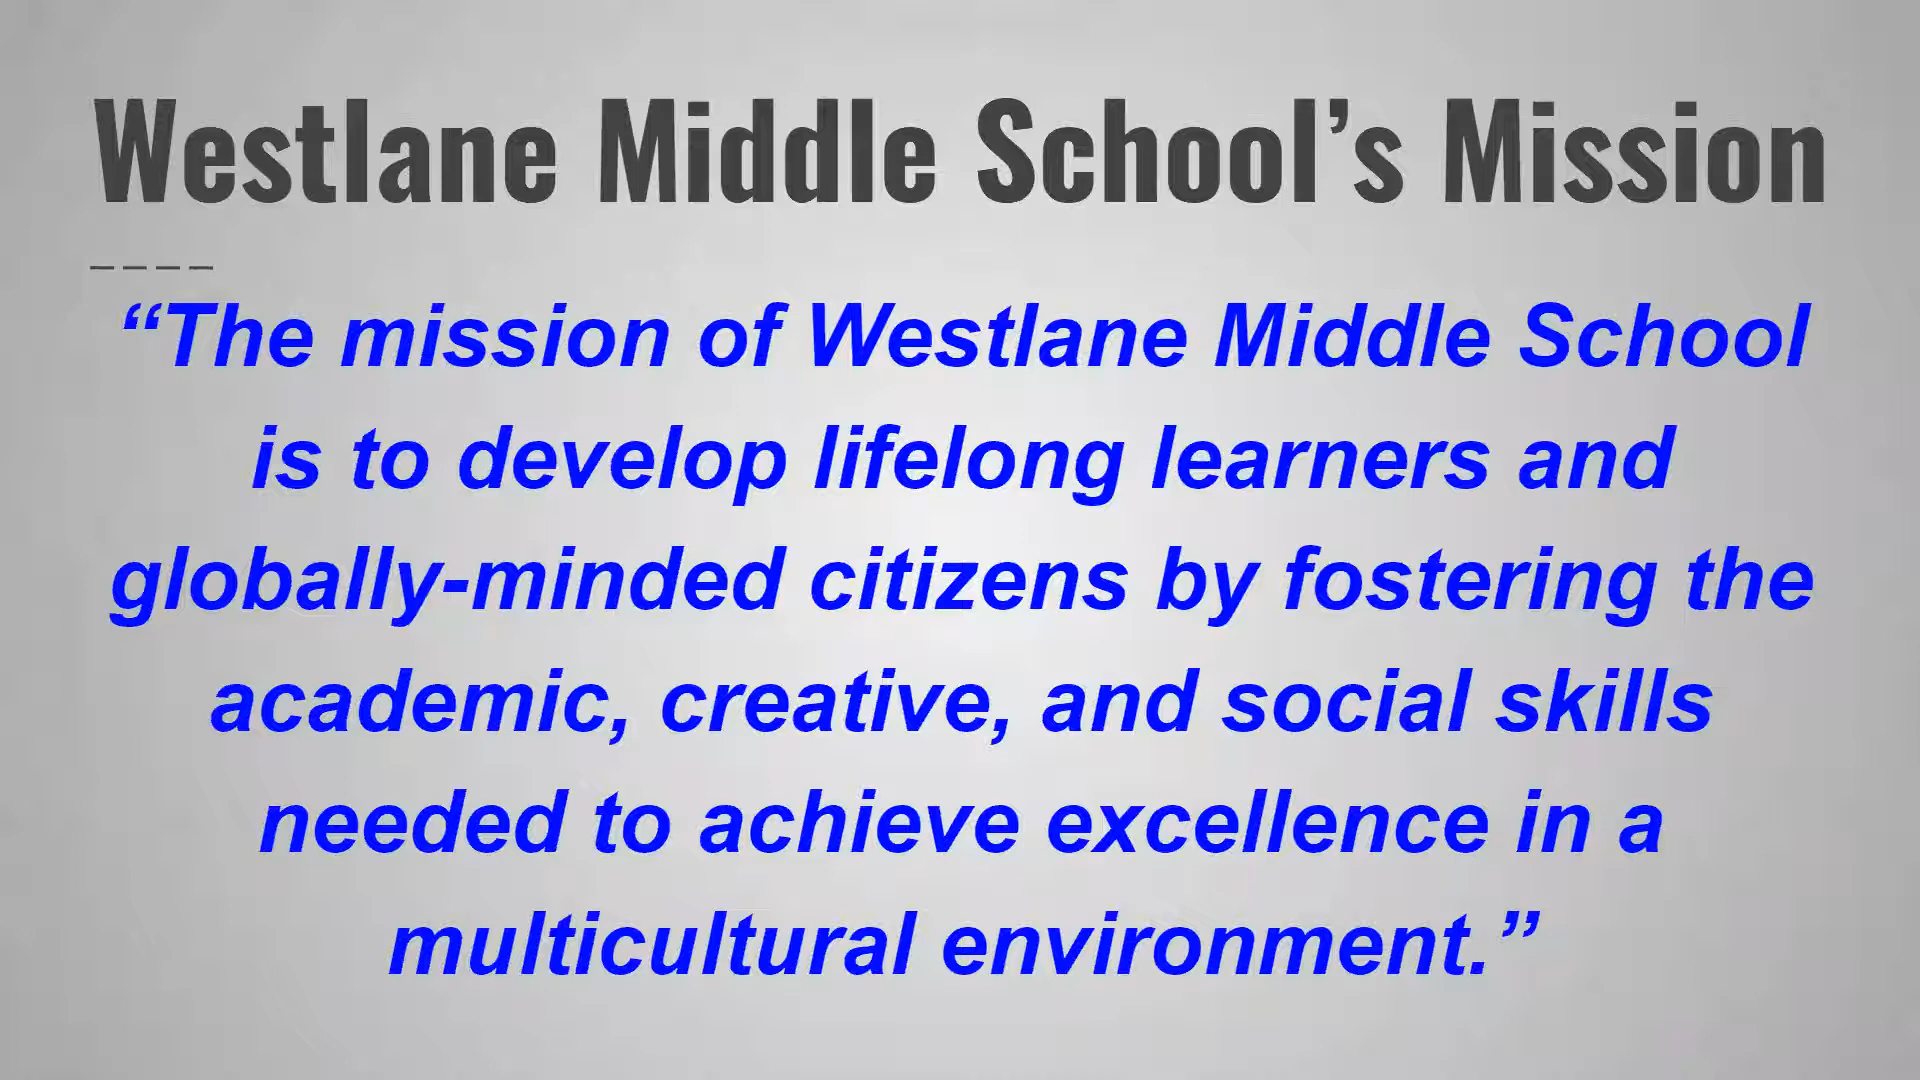 Westlane Middle School’s Mission
“The mission of Westlane Middle School
is to develop lifelong learners and
globally-minded citizens by fostering the
academic, creative, and social skills
needed to achieve excellence in a
multicultural environment.”